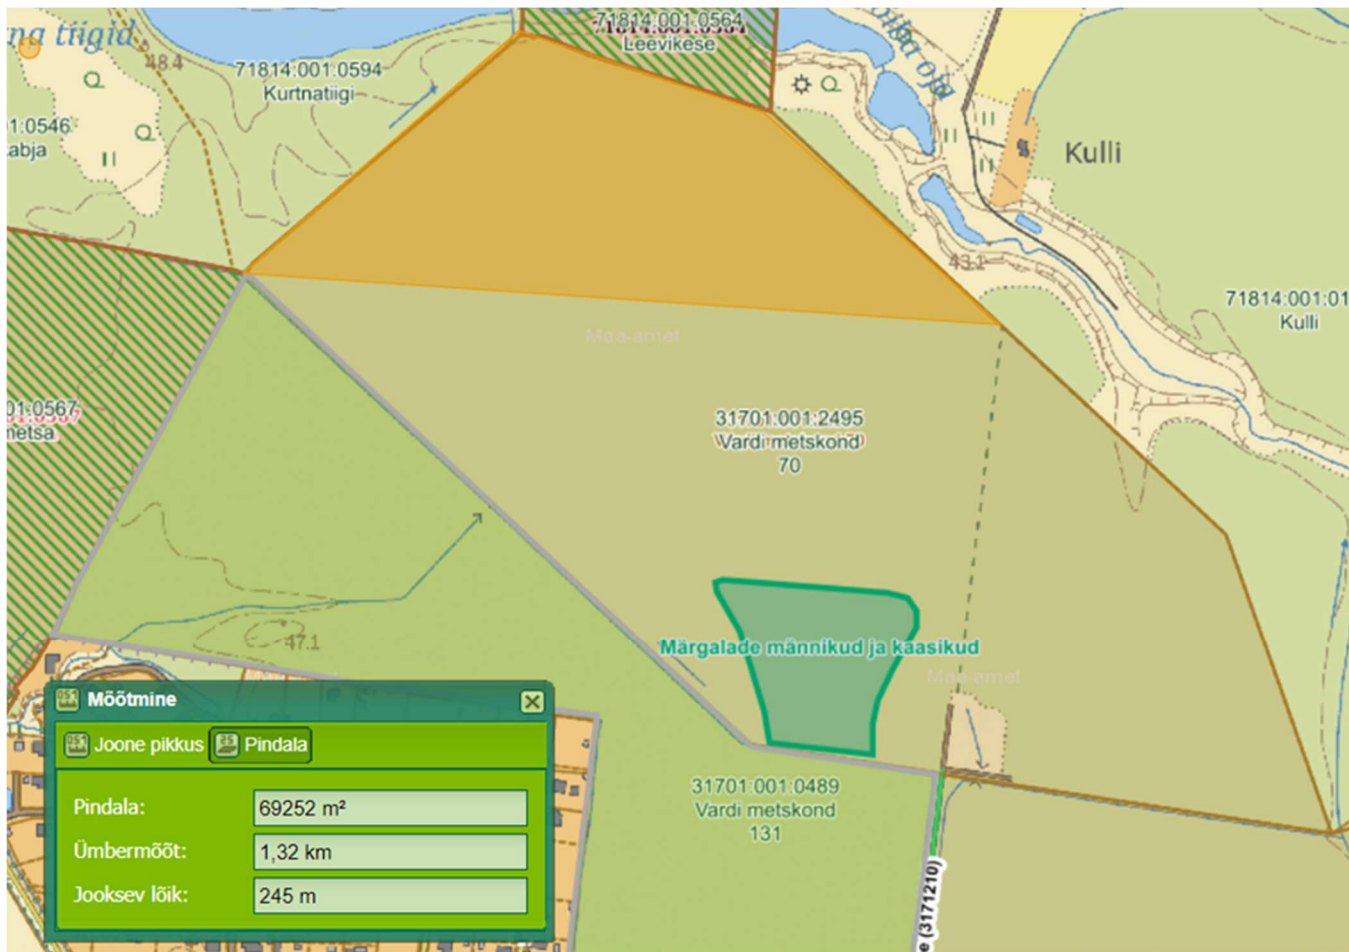 na tiigid
48.4
71814:001:0594
Kurtnatiigi
71814:001:0564
Leevikese
oja
1:0546
abja
Kulli
43.1
71814:001:01
Kulli
Maa-amet
01:0567
metsa
31701:001:2495
Vardi metskond
70
47.1
Märgalade männikud ja kaasikud
Maa-amet
Mõõtmine
Joone pikkus
Pindala
Pindala:
69252 m²
Ümbermõõt:
1,32 km
Jooksev lõik:
245 m
31701:001:0489
Vardi metskond
131
e (3171210)